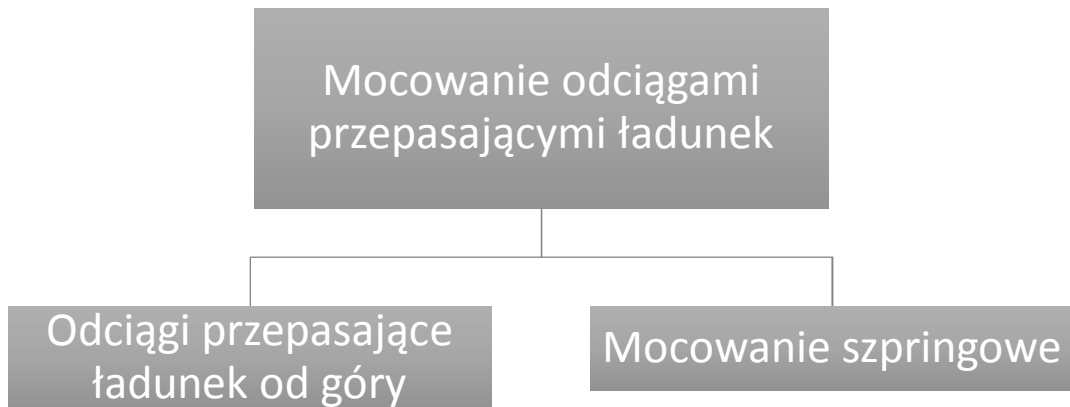 Mocowanie odciągami
przepasającymi ładunek
Odciągi przepasające
ładunek od góry
Mocowanie szpringowe